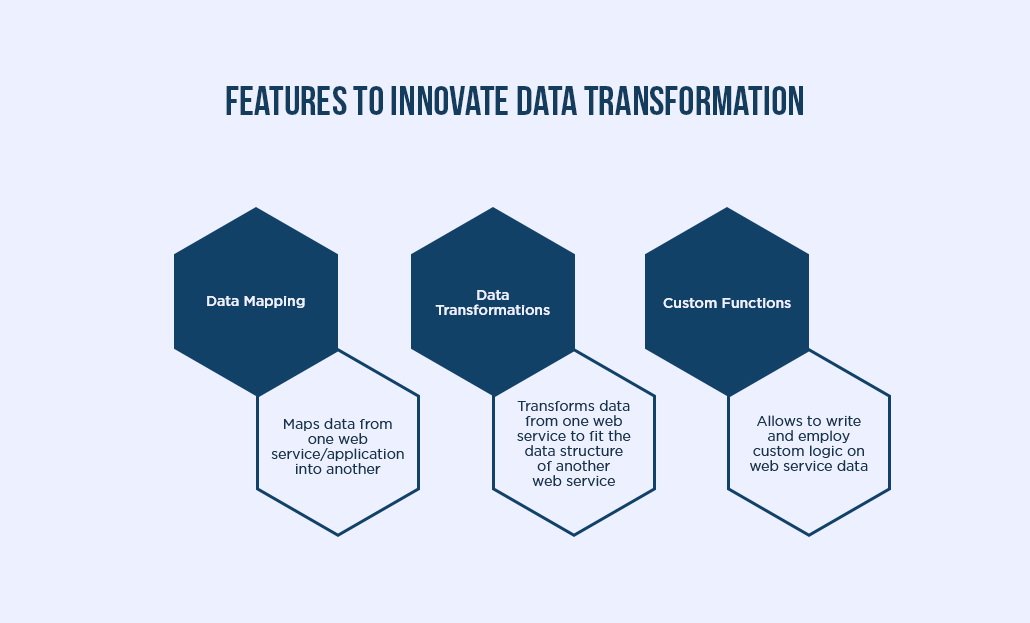 FEATURES TO INNOVATE DATA TRANSFORMATION
Data Mapping
Maps data from
one web
service/application
into another
Data
Transformations
Transforms data
from one web
service to fit the
data structure
of another
web service
Custom Functions
Allows to write
and employ
custom logic on
web service data